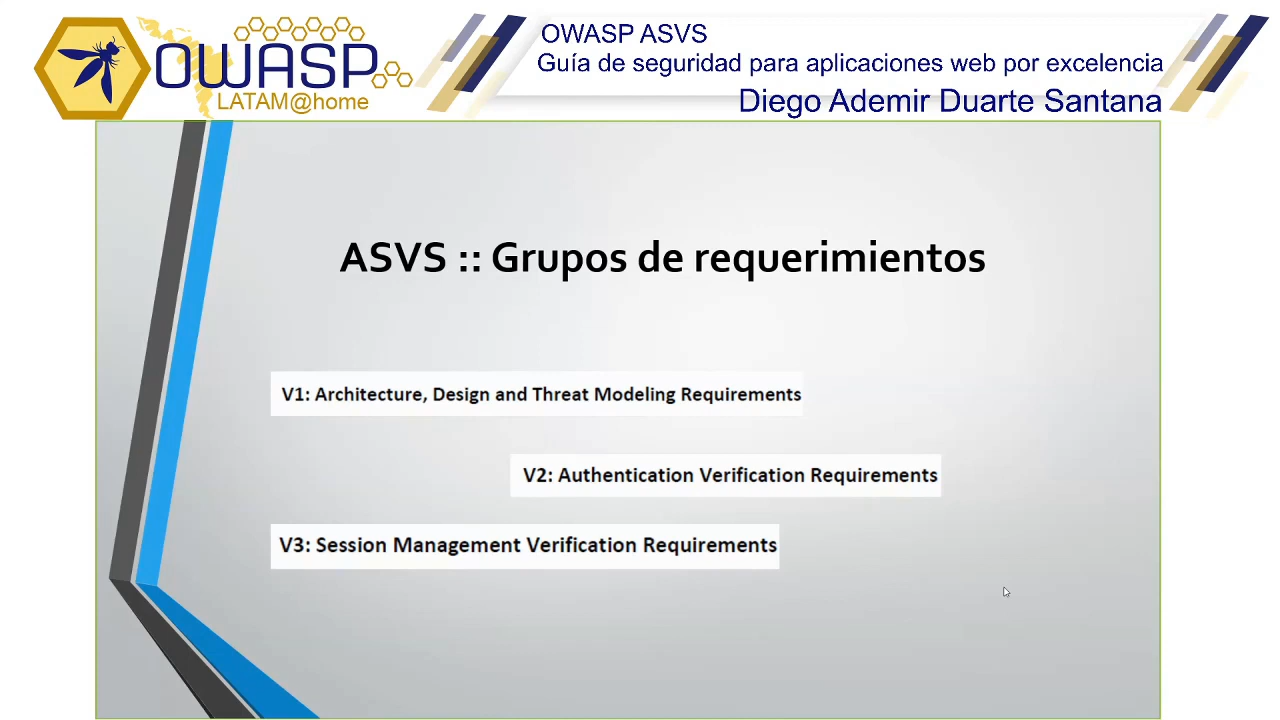 OWASP
LATAM@home
OWASP ASVS
Guía de seguridad para aplicaciones web por excelencia
Diego Ademir Duarte Santana
ASVS :: Grupos de requerimientos
V1: Architecture, Design and Threat Modeling Requirements
V2: Authentication Verification Requirements
V3: Session Management Verification Requirements